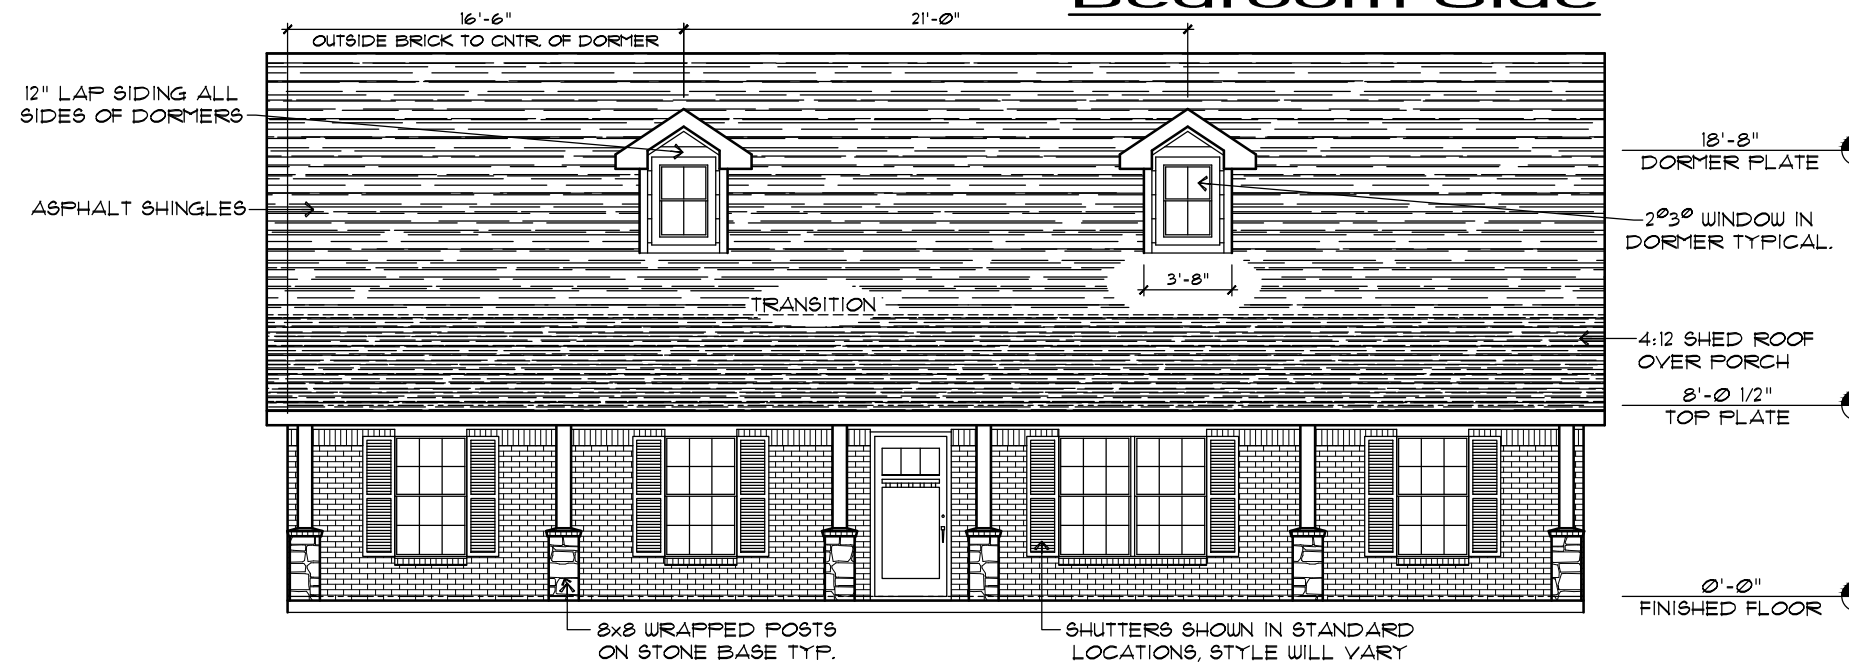 Bedroom Side
16'-6"
21'-0"
OUTSIDE BRICK TO CNTR. OF DORMER
12" LAP SIDING ALL
SIDES OF DORMERS
18'-8"
DORMER PLATE
ASPHALT SHINGLES
2⁰3⁰ WINDOW IN
DORMER TYPICAL.
3'-8"
TRANSITION
4:12 SHED ROOF
OVER PORCH
8'-0 1/2"
TOP PLATE
0'-0"
FINISHED FLOOR
8x8 WRAPPED POSTS
ON STONE BASE TYP.
SHUTTERS SHOWN IN STANDARD
LOCATIONS, STYLE WILL VARY